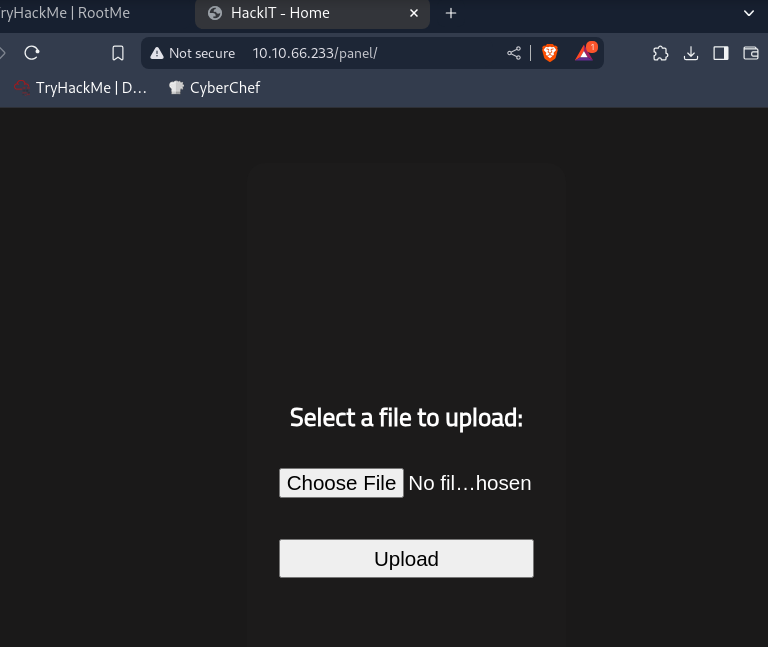 ryHackMe | RootMe
HackIT - Home
Not secure
10.10.66.233/panel/
1
TryHackMe | D…
CyberChef
Select a file to upload:
Choose File No fil…hosen
Upload